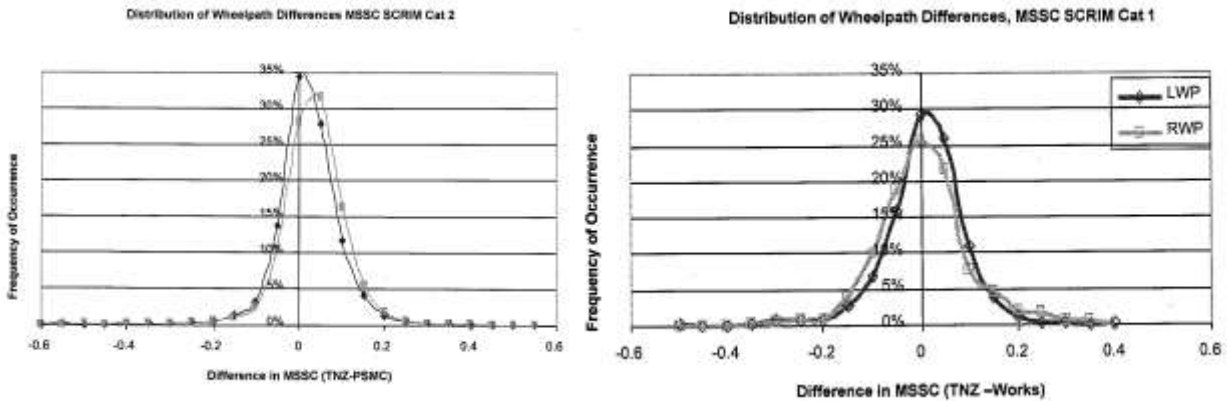 Distribution of Wheelpath Differences MSSC SCRIM Cat 2
Frequency of Occurrence
35%
30%
25%
20%
15%
10%
5%
0%
-0.6 -0.4 -0.2 0 0.2 0.4 0.6
Difference in MSSC (TNZ-PSMC)
Distribution of Wheelpath Differences, MSSC SCRIM Cat 1
Frequency of Occurrence
35%
30%
25%
20%
15%
10%
5%
0%
-0.6 -0.4 -0.2 0 0.2 0.4 0.6
LWP
RWP
Difference in MSSC (TNZ –Works)